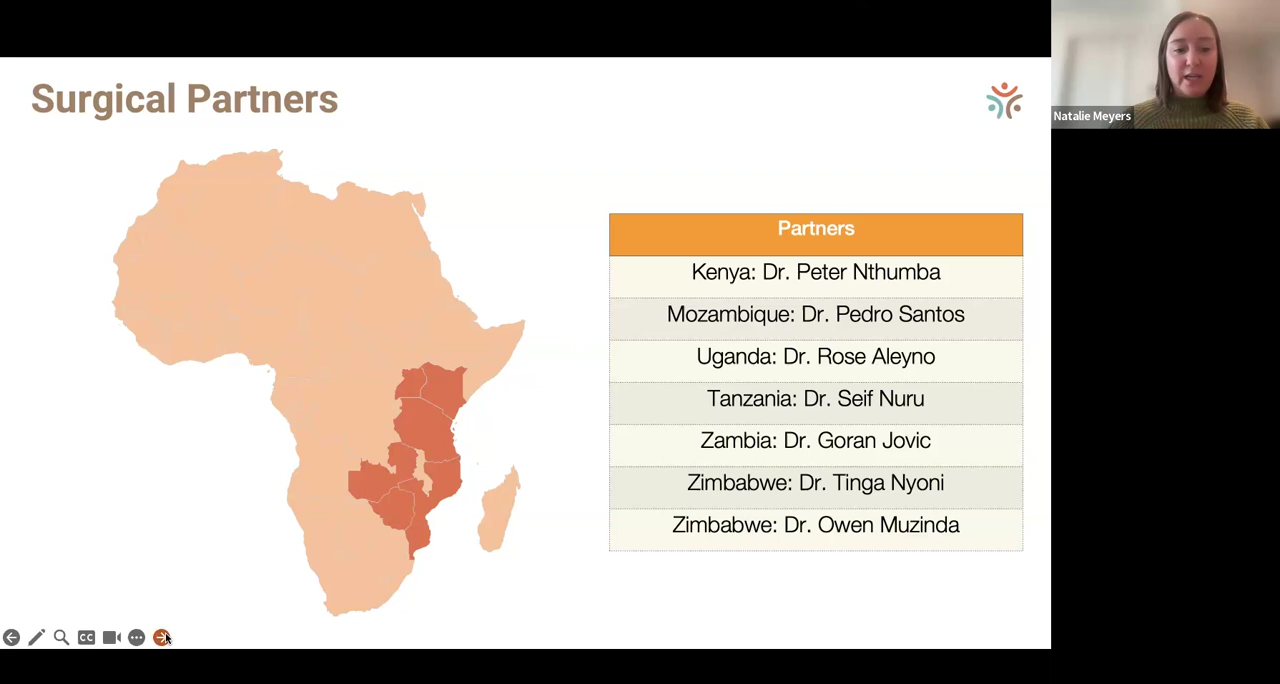 Surgical Partners
Natalie Meyers
Partners
Kenya: Dr. Peter Nthumba
Mozambique: Dr. Pedro Santos
Uganda: Dr. Rose Aleyno
Tanzania: Dr. Seif Nuru
Zambia: Dr. Goran Jovic
Zimbabwe: Dr. Tinga Nyoni
Zimbabwe: Dr. Owen Muzinda
CC